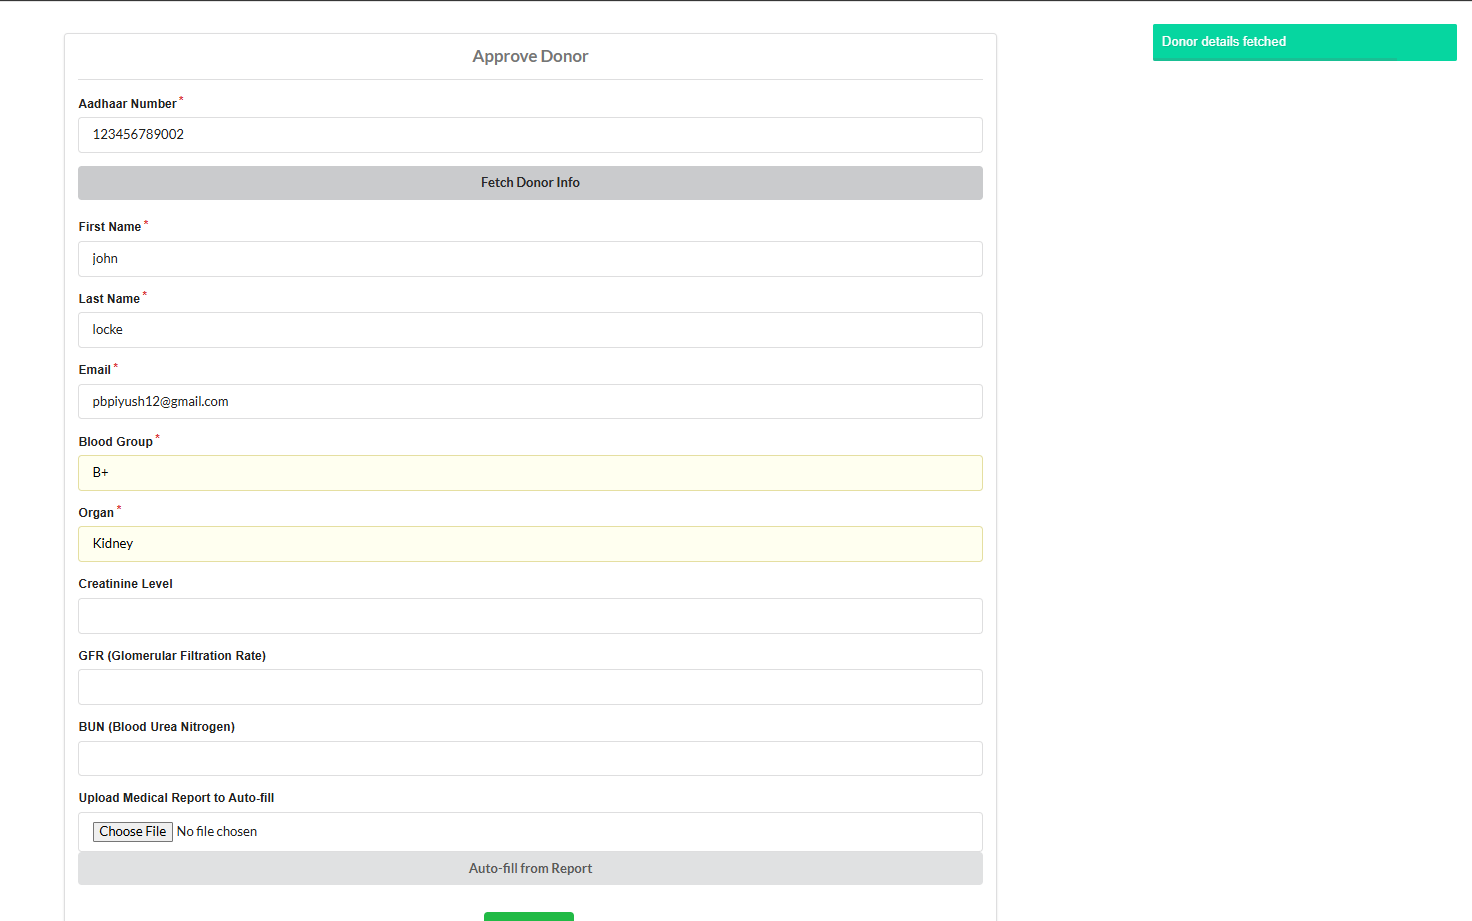 Approve Donor
Donor details fetched
Aadhaar Number*
123456789002
Fetch Donor Info
First Name*
john
Last Name*
locke
Email*
pbpiyush12@gmail.com
Blood Group*
B+
Organ*
Kidney
Creatinine Level
GFR (Glomerular Filtration Rate)
BUN (Blood Urea Nitrogen)
Upload Medical Report to Auto-fill
Choose File No file chosen
Auto-fill from Report